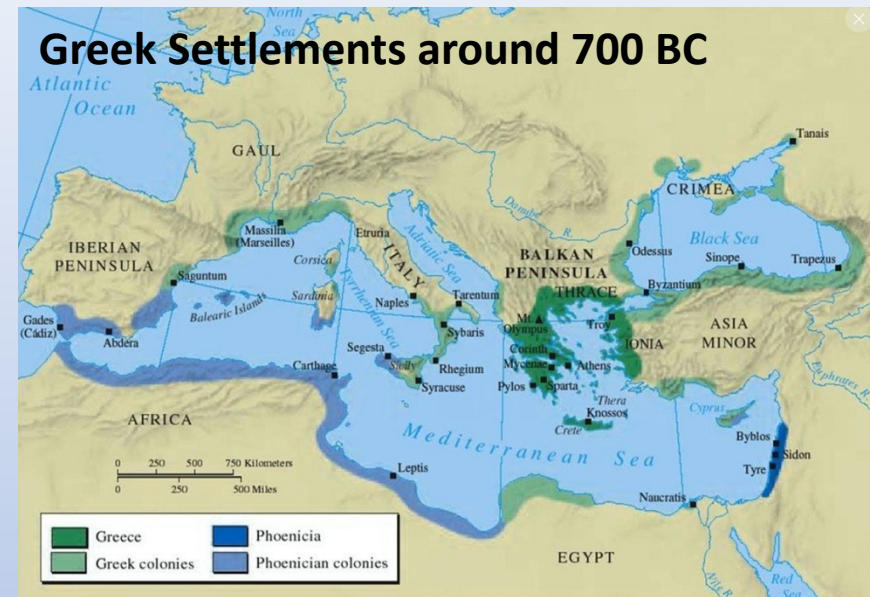 Greek Settlements around 700 BC
North
Sea
Atlantic
Ocean
GAUL
Tanais
CRIMEA
Danube
R.
Massilia
(Marseilles)
Etruria
Adriatic Sea
ITALY
IBERIAN
PENINSULA
Corsica
Saguntum
Tyrrhenian Sea
Sardinia
Balearic Islands
Naples
Tarentum
BALKAN
PENINSULA
THRACE
Odessus
Black Sea
Sinope
Trapezus
Byzantium
Gades
(Cádiz)
Abdera
Sybaris
Mt.
Olympus
Troy
ASIA
MINOR
IONIA
Segesta
Sicily
Rhegium
Syracuse
Carthage
Corinth
Mycenae
Athens
Pylos
Sparta
Thera
Knossos
Crete
Euphrates R.
Cyprus
AFRICA
Mediterranean Sea
Byblos
Sidon
Tyre
0 250 500 750 Kilometers
0 250 500 Miles
Leptis
Naucratis
EGYPT
Nile R.
Red
Sea
Greece
Phoenicia
Greek colonies
Phoenician colonies